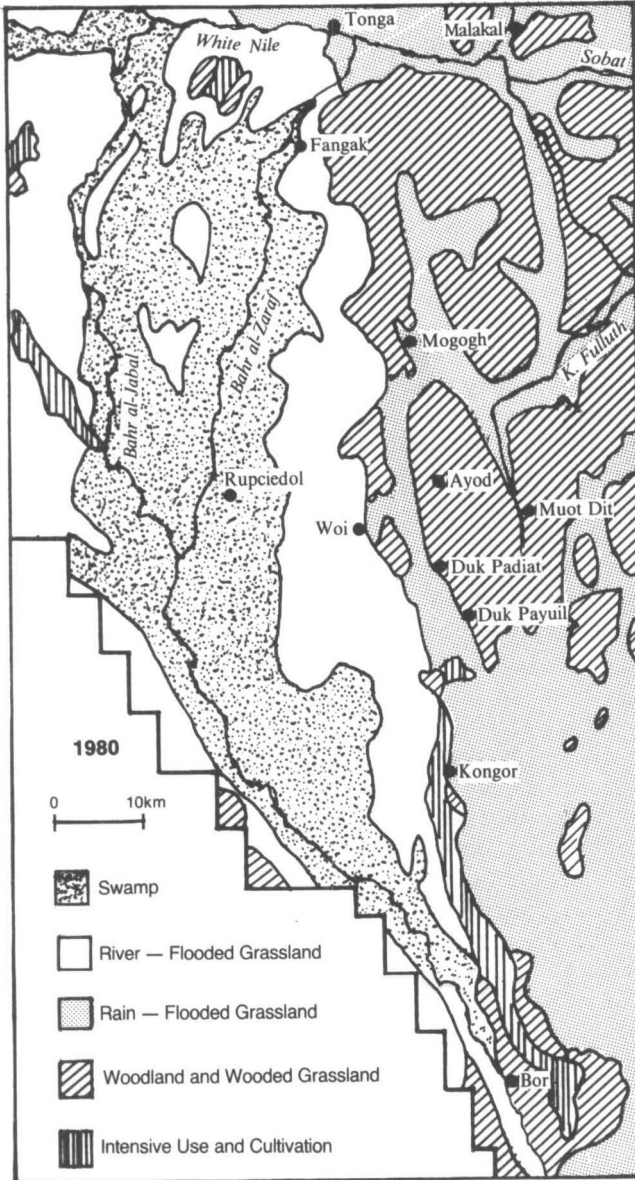 Tonga
Malakal
White Nile
Sobat
Fangak
Bahr al-Zaraf
Mogogh
K. Fulluth
Bahr al-Jabal
Ayod
Rupciedol
Muot Dit
Woi
Duk Padiat
Duk Payuil
1980
Kongor
0 10km
Swamp
River — Flooded Grassland
Rain — Flooded Grassland
Woodland and Wooded Grassland
Bor
Intensive Use and Cultivation